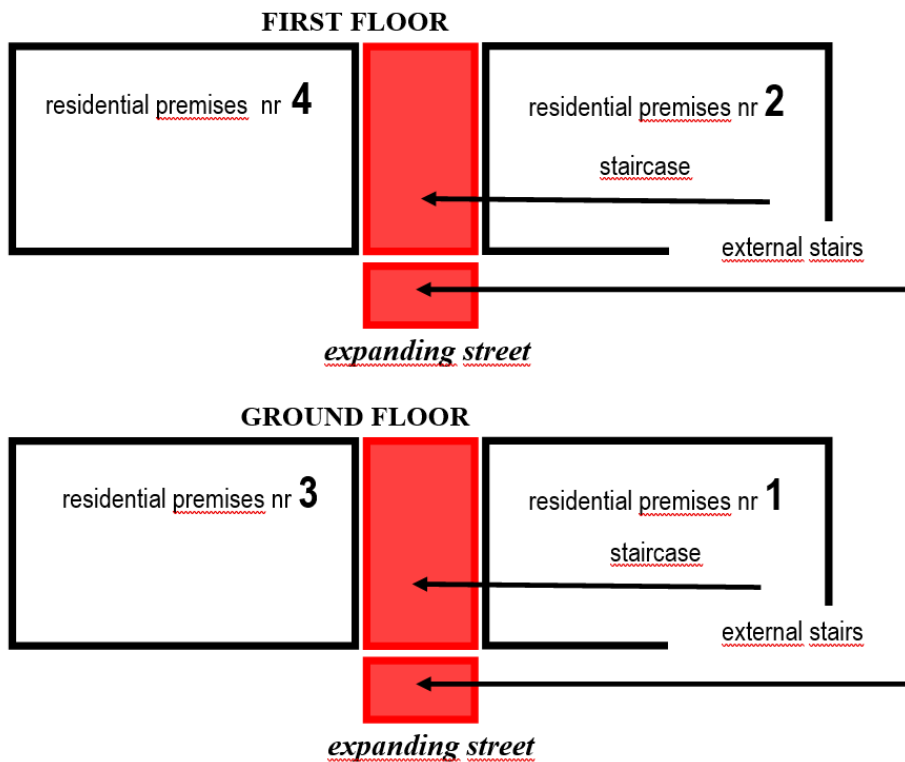 FIRST FLOOR
residential premises nr 4
residential premises nr 2
staircase
external stairs
expanding street
GROUND FLOOR
residential premises nr 3
residential premises nr 1
staircase
external stairs
expanding street